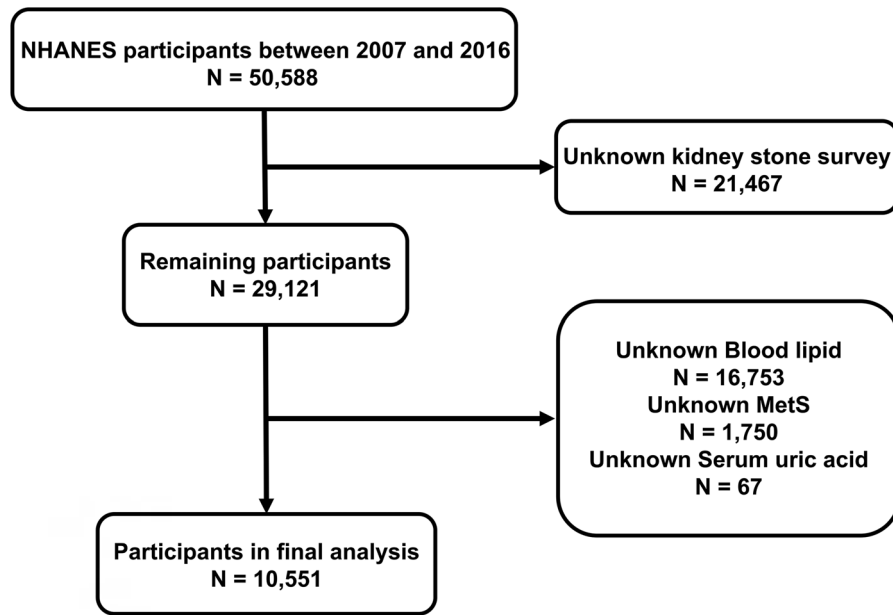 NHANES participants between 2007 and 2016
N = 50,588
Unknown kidney stone survey
N = 21,467
Remaining participants
N = 29,121
Unknown Blood lipid
N = 16,753
Unknown MetS
N = 1,750
Unknown Serum uric acid
N = 67
Participants in final analysis
N = 10,551